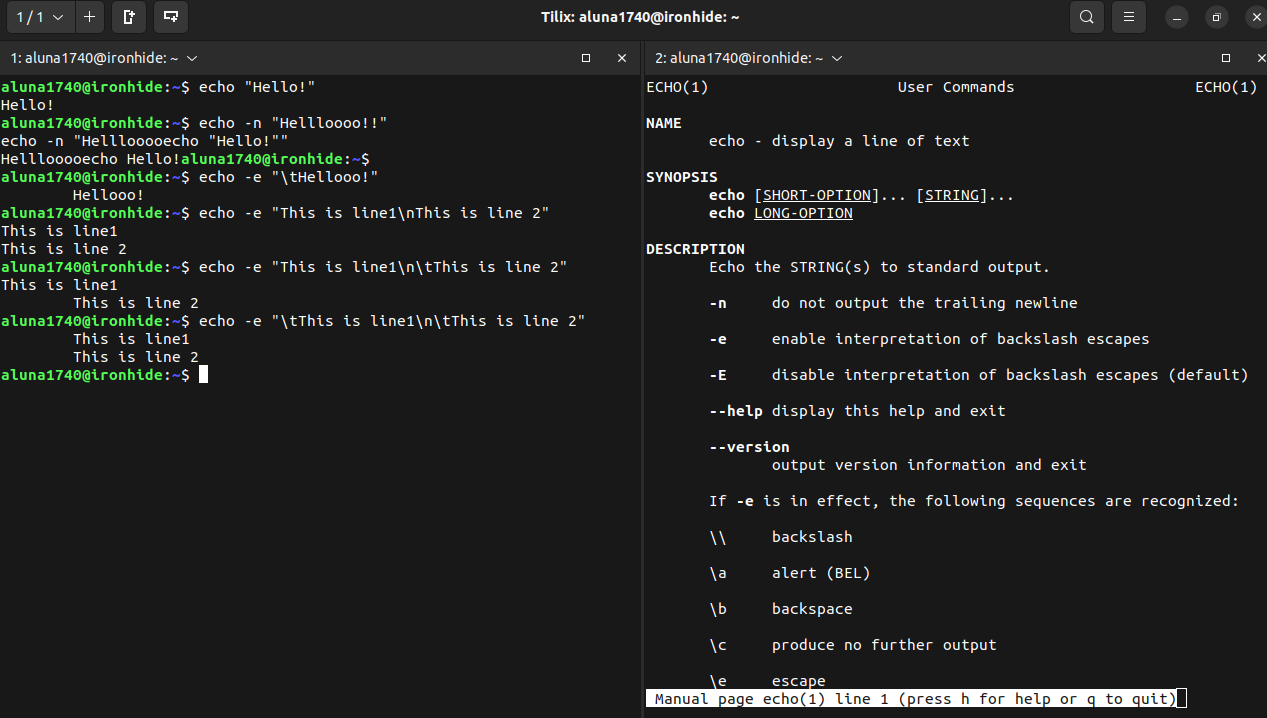 1 / 1
Tilix: aluna1740@ironhide: ~
1: aluna1740@ironhide: ~
aluna1740@ironhide:~$ echo "Hello!"
Hello!
aluna1740@ironhide:~$ echo -n "Hellloooo!!"
echo -n "Helllooooecho "Hello!""
Helllooooecho Hello!aluna1740@ironhide:~$
aluna1740@ironhide:~$ echo -e "\tHellooo!"
Hellooo!
aluna1740@ironhide:~$ echo -e "This is line1\nThis is line 2"
This is line1
This is line 2
aluna1740@ironhide:~$ echo -e "This is line1\n\tThis is line 2"
This is line1
This is line 2
aluna1740@ironhide:~$ echo -e "\tThis is line1\n\tThis is line 2"
This is line1
This is line 2
aluna1740@ironhide:~$
2: aluna1740@ironhide: ~
ECHO(1) User Commands ECHO(1)
NAME
echo - display a line of text
SYNOPSIS
echo [SHORT-OPTION]... [STRING]...
echo LONG-OPTION
DESCRIPTION
Echo the STRING(s) to standard output.
-n do not output the trailing newline
-e enable interpretation of backslash escapes
-E disable interpretation of backslash escapes (default)
--help display this help and exit
--version
output version information and exit
If -e is in effect, the following sequences are recognized:
\\ backslash
\a alert (BEL)
\b backspace
\c produce no further output
\e escape
Manual page echo(1) line 1 (press h for help or q to quit)